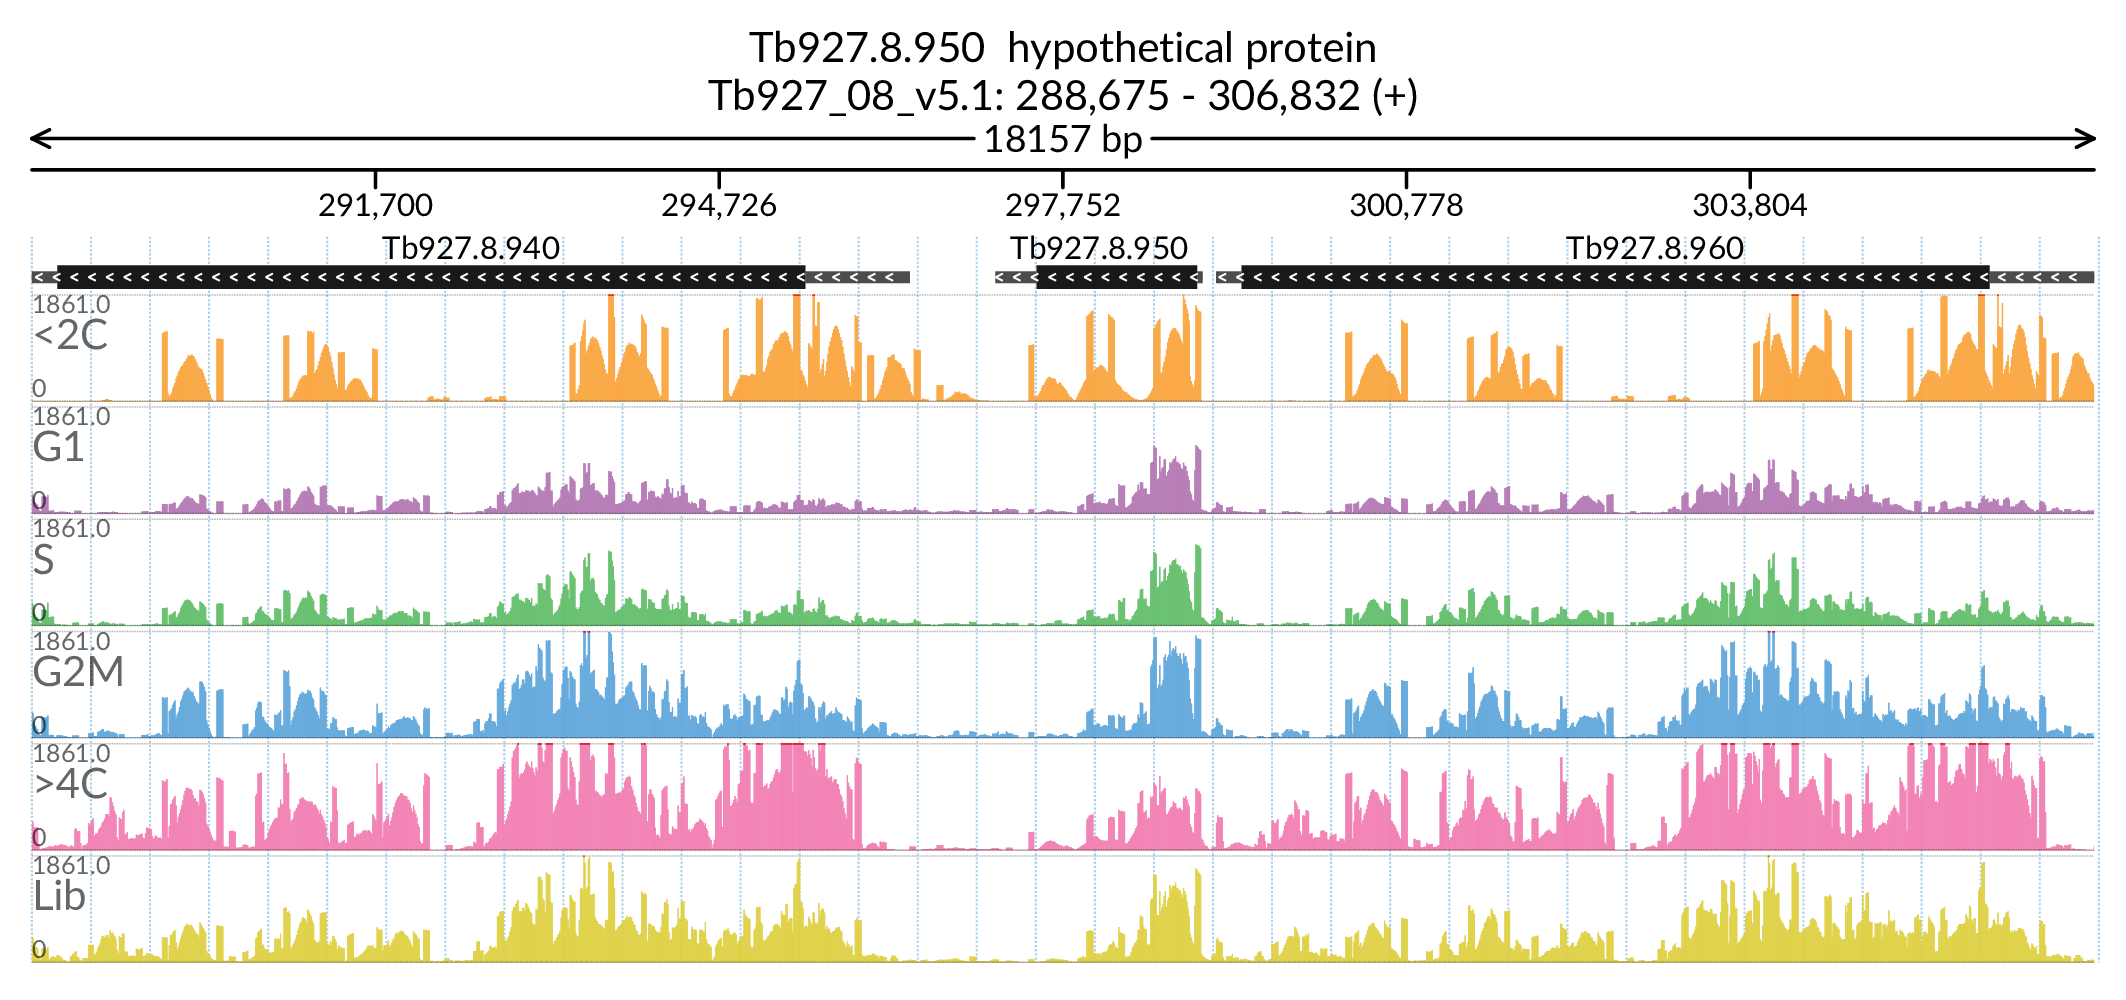 Tb927.8.950 hypothetical protein
Tb927_08_v5.1: 288,675 - 306,832 (+)
18157 bp
291,700 294,726 297,752 300,778 303,804
Tb927.8.940 Tb927.8.950 Tb927.8.960
1861.0
<2C
0
1861.0
G1
0
1861.0
S
0
1861.0
G2M
0
1861.0
>4C
0
1861.0
Lib
0